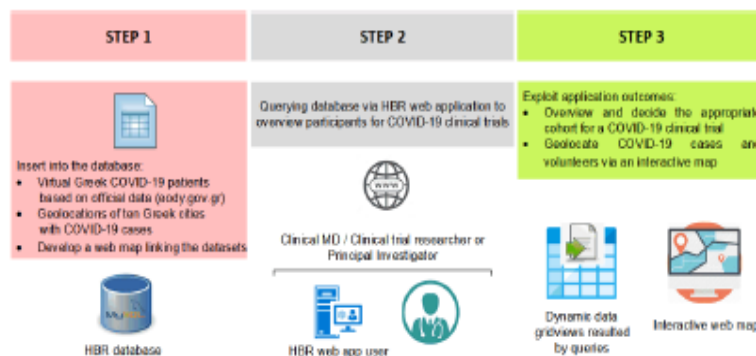 STEP 1
Insert into the database:
• Virtual Greek COVID-19 patients
based on official data (eody.gov.gr)
• Geolocations of ten Greek cities
with COVID-19 cases
• Develop a web map linking the datasets
MySQL
HBR database
STEP 2
Querying database via HBR web application to
overview participants for COVID-19 clinical trials
WWW
Clinical MD / Clinical trial researcher or
Principal Investigator
HBR web app user
STEP 3
Exploit application outcomes:
• Overview and decide the appropriate
cohort for a COVID-19 clinical trial
• Geolocate COVID-19 cases and
volunteers via an interactive map
Dynamic data
gridviews resulted
by queries
Interactive web map